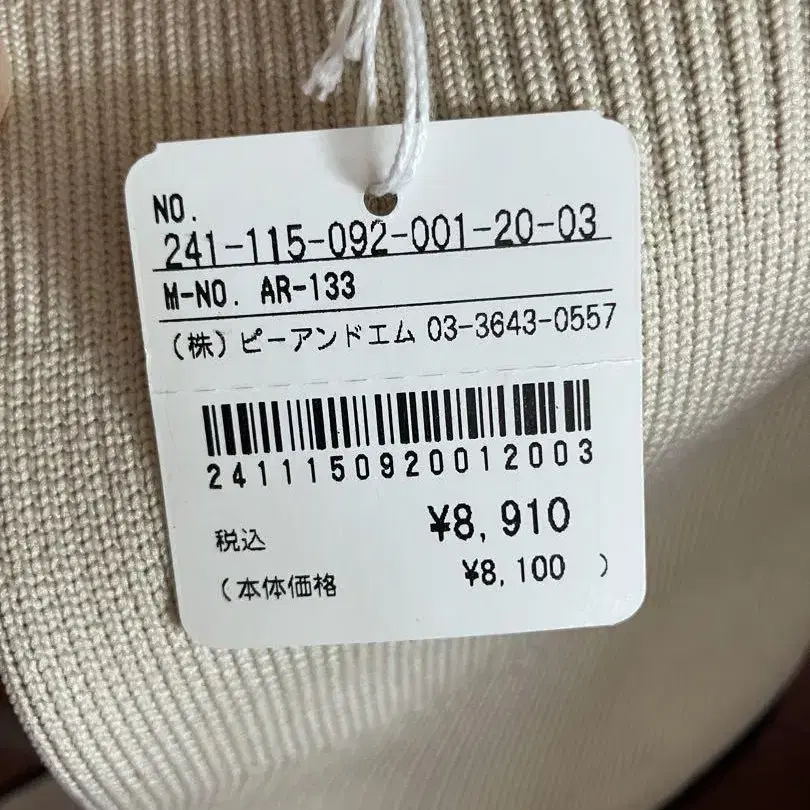 NO.
241-115-092-001-20-03
M-NO. AR-133
(株)ピーアンドエム 03-3643-0557
2411150920012003
¥8,910
税込
(本体価格 ¥8,100 )